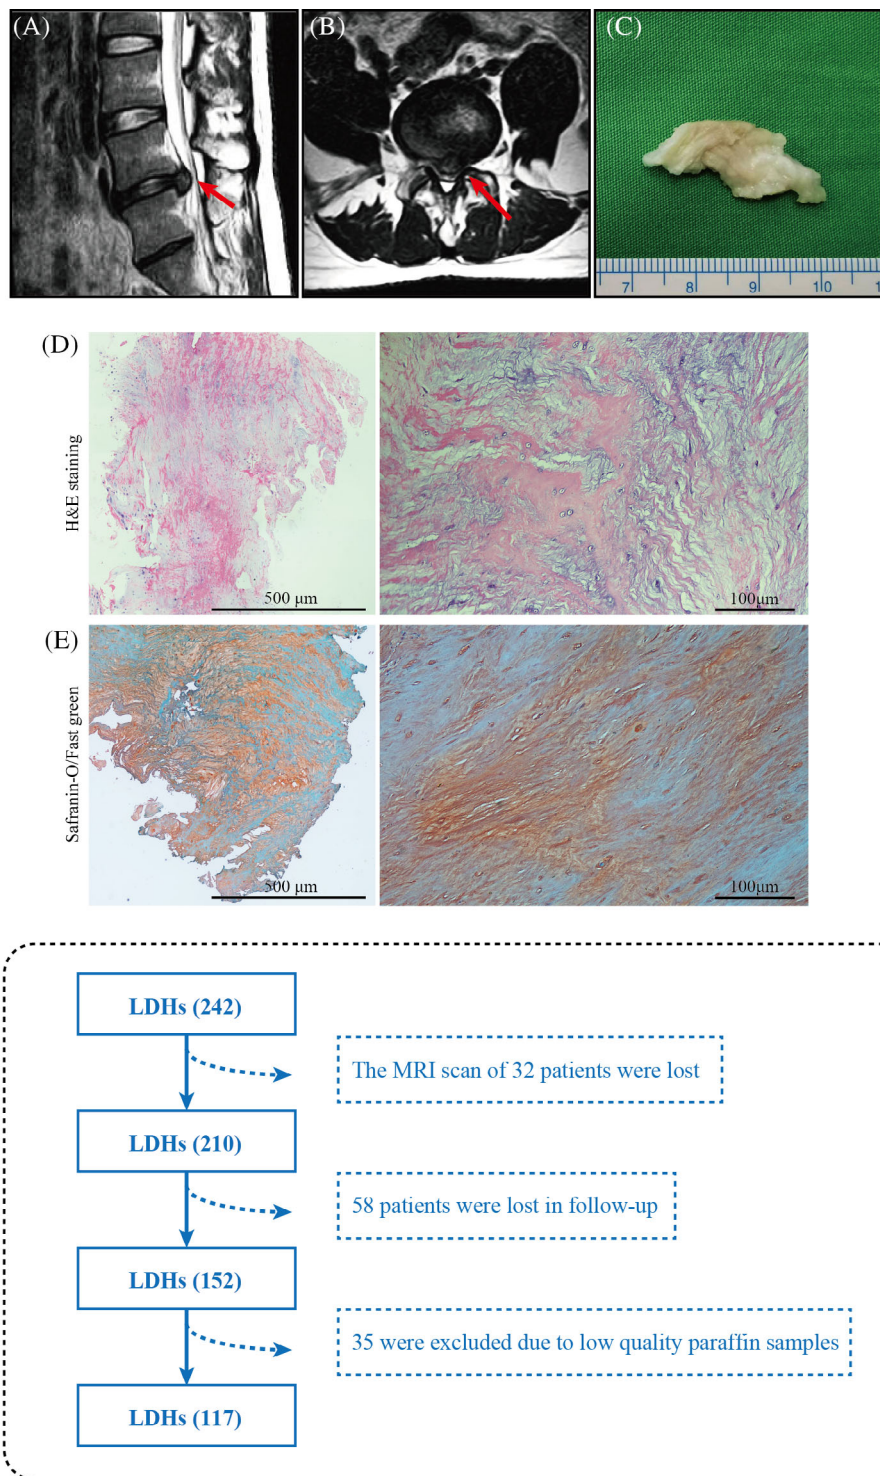 (A)
(B)
(C)
7 8 9 10 1
(D)
H&E staining
500 μm
100μm
(E)
Safranin-O/Fast green
500 μm
100μm
LDHs (242)
The MRI scan of 32 patients were lost
LDHs (210)
58 patients were lost in follow-up
LDHs (152)
35 were excluded due to low quality paraffin samples
LDHs (117)